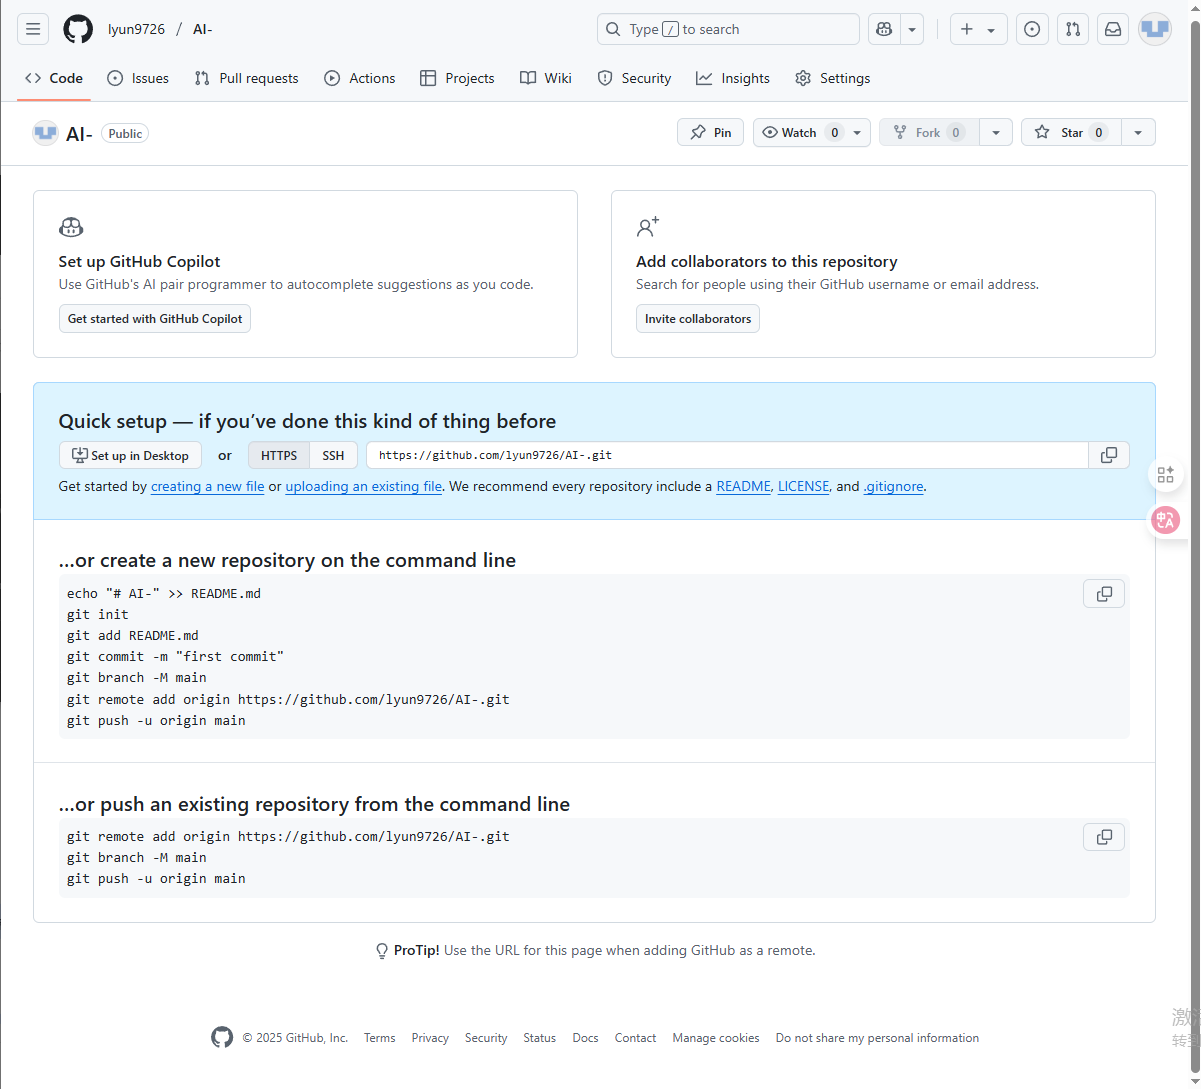 lyun9726 / AI-
Type / to search
Code
Issues
Pull requests
Actions
Projects
Wiki
Security
Insights
Settings
AI- Public
Pin
Watch 0
Fork 0
Star 0
Set up GitHub Copilot
Use GitHub's AI pair programmer to autocomplete suggestions as you code.
Get started with GitHub Copilot
Add collaborators to this repository
Search for people using their GitHub username or email address.
Invite collaborators
Quick setup — if you’ve done this kind of thing before
Set up in Desktop or HTTPS SSH https://github.com/lyun9726/AI-.git
Get started by creating a new file or uploading an existing file. We recommend every repository include a README, LICENSE, and .gitignore.
…or create a new repository on the command line
echo "# AI-" >> README.md
git init
git add README.md
git commit -m "first commit"
git branch -M main
git remote add origin https://github.com/lyun9726/AI-.git
git push -u origin main
…or push an existing repository from the command line
git remote add origin https://github.com/lyun9726/AI-.git
git branch -M main
git push -u origin main
ProTip! Use the URL for this page when adding GitHub as a remote.
© 2025 GitHub, Inc. Terms Privacy Security Status Docs Contact Manage cookies Do not share my personal information
激
转